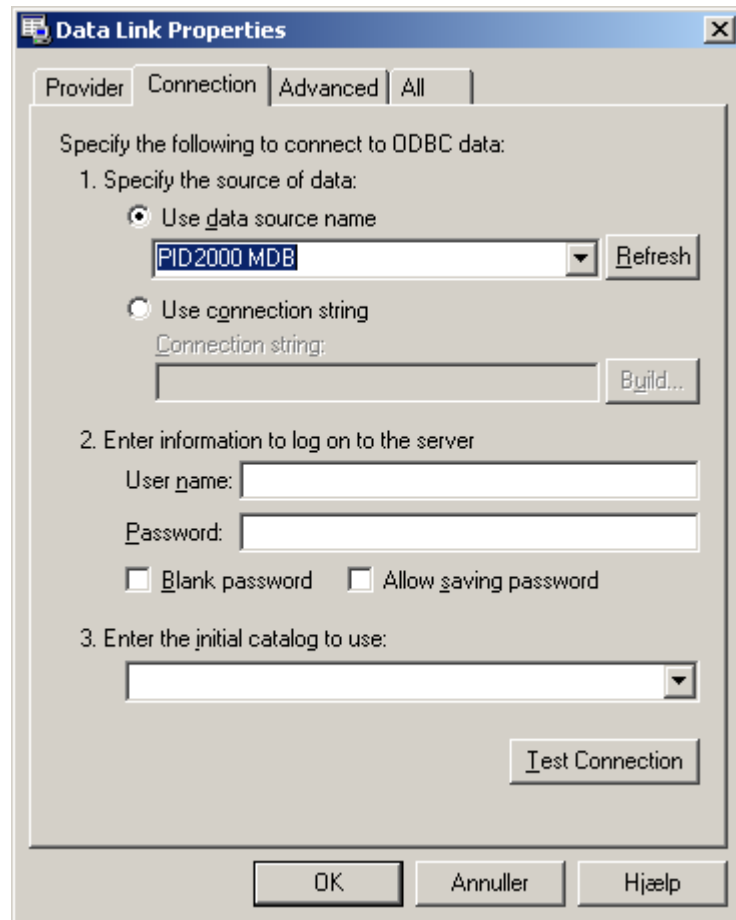 Data Link Properties
Provider Connection Advanced All
Specify the following to connect to ODBC data:
1. Specify the source of data:
Use data source name
PID2000 MDB Refresh
Use connection string
Connection string:
Build...
2. Enter information to log on to the server
User name:
Password:
Blank password Allow saving password
3. Enter the initial catalog to use:
Test Connection
OK Annuller Hjælp